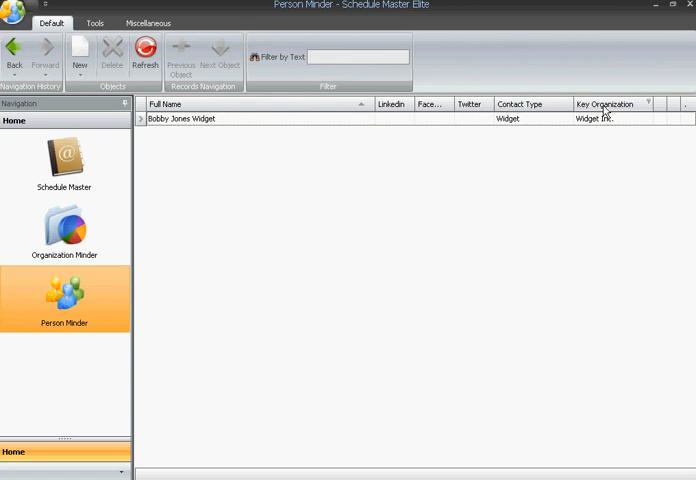 Person Minder - Schedule Master Elite
Default Tools Miscellaneous
Back Forward New Delete Refresh Previous Object Next Object Filter by Text
Navigation History Objects Records Navigation Filter
Navigation
Full Name Linkedin Face... Twitter Contact Type Key Organization .
Home
Bobby Jones Widget Widget Widget Inc.
Schedule Master
Organization Minder
Person Minder
Home